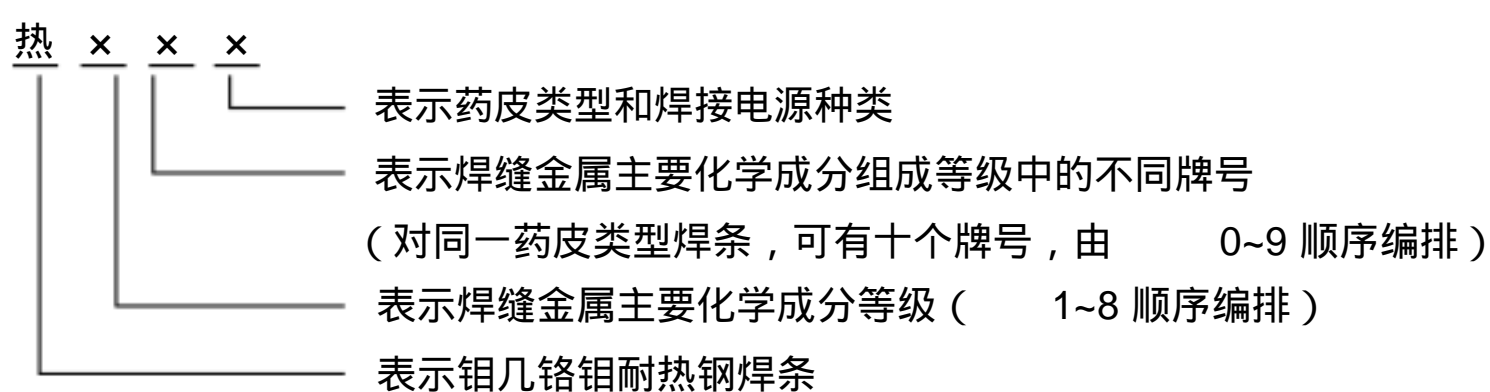 热 × × ×
表示药皮类型和焊接电源种类
表示焊缝金属主要化学成分组成等级中的不同牌号
（对同一药皮类型焊条，可有十个牌号，由 0~9 顺序编排）
表示焊缝金属主要化学成分等级（ 1~8 顺序编排）
表示钼几铬钼耐热钢焊条